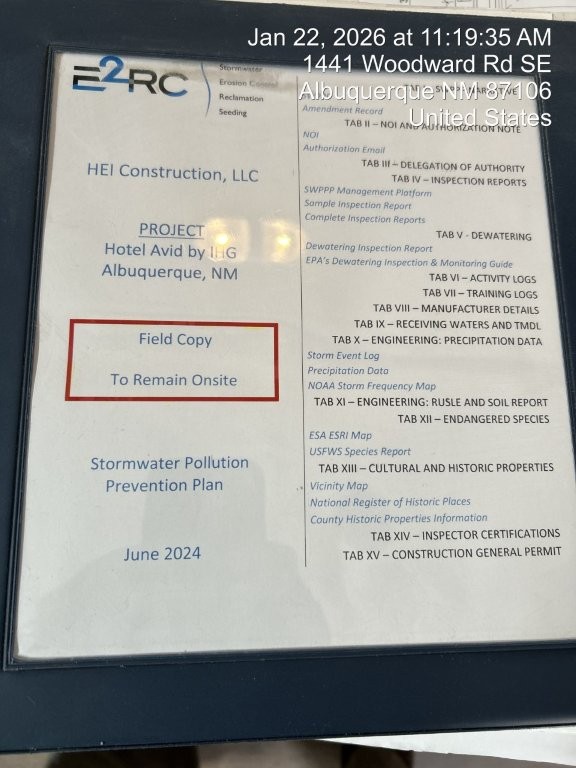 Jan 22, 2026 at 11:19:35 AM
1441 Woodward Rd SE
Albuquerque NM 87106
United States
E2RC
Stormwater
Erosion Control
Reclamation
Seeding
HEI Construction, LLC
PROJECT
Hotel Avid by IHG
Albuquerque, NM
Field Copy
To Remain Onsite
Stormwater Pollution
Prevention Plan
June 2024
Amendment Record
TAB II – NOI AND AUTHORIZATION NOTE
NOI
Authorization Email
TAB III – DELEGATION OF AUTHORITY
TAB IV – INSPECTION REPORTS
SWPPP Management Platform
Sample Inspection Report
Complete Inspection Reports
TAB V - DEWATERING
Dewatering Inspection Report
EPA's Dewatering Inspection & Monitoring Guide
TAB VI – ACTIVITY LOGS
TAB VII – TRAINING LOGS
TAB VIII – MANUFACTURER DETAILS
TAB IX – RECEIVING WATERS AND TMDL
TAB X – ENGINEERING: PRECIPITATION DATA
Storm Event Log
Precipitation Data
NOAA Storm Frequency Map
TAB XI – ENGINEERING: RUSLE AND SOIL REPORT
TAB XII – ENDANGERED SPECIES
ESA ESRI Map
USFWS Species Report
TAB XIII – CULTURAL AND HISTORIC PROPERTIES
Vicinity Map
National Register of Historic Places
County Historic Properties Information
TAB XIV – INSPECTOR CERTIFICATIONS
TAB XV – CONSTRUCTION GENERAL PERMIT